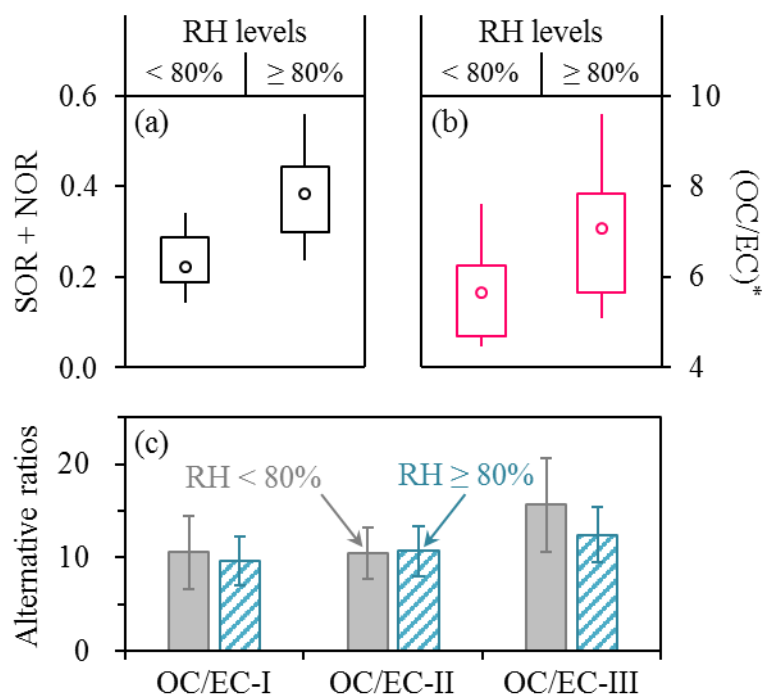 RH levels
< 80% ≥ 80%
RH levels
< 80% ≥ 80%
0.6
0.4
0.2
0.0
SOR + NOR
(a)
(b)
10
8
6
4
(OC/EC)*
(c)
20
10
0
Alternative ratios
RH < 80%
RH ≥ 80%
OC/EC-I OC/EC-II OC/EC-III